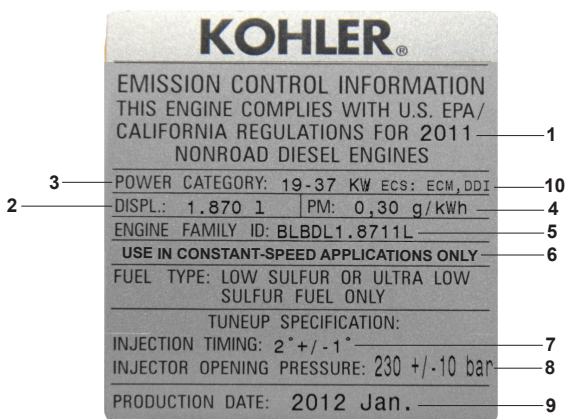 KOHLER®
EMISSION CONTROL INFORMATION
THIS ENGINE COMPLIES WITH U.S. EPA/
CALIFORNIA REGULATIONS FOR 2011 1
NONROAD DIESEL ENGINES
3 POWER CATEGORY: 19-37 KW ECS: ECM, DDI 10
2 DISPL.: 1.870 l PM: 0,30 g/kWh 4
ENGINE FAMILY ID: BLBDL1.8711L 5
USE IN CONSTANT-SPEED APPLICATIONS ONLY 6
FUEL TYPE: LOW SULFUR OR ULTRA LOW
SULFUR FUEL ONLY
TUNEUP SPECIFICATION:
INJECTION TIMING: 2°+/-1° 7
INJECTOR OPENING PRESSURE: 230 +/-10 bar 8
PRODUCTION DATE: 2012 Jan. 9